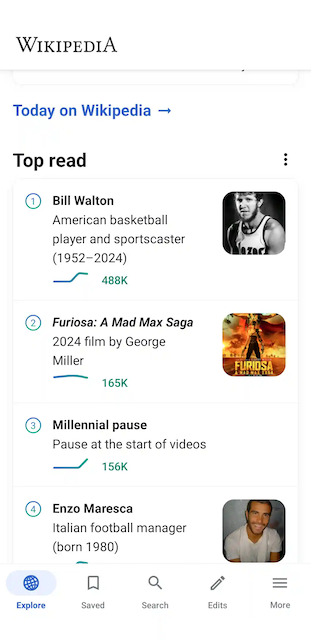 WIKIPEDIA
Today on Wikipedia →
Top read
1 Bill Walton
American basketball
player and sportscaster
(1952–2024)
488K
2 Furiosa: A Mad Max Saga
2024 film by George
Miller
165K
FURIOSA
A MAD MAX SAGA
3 Millennial pause
Pause at the start of videos
156K
4 Enzo Maresca
Italian football manager
(born 1980)
Explore Saved Search Edits More